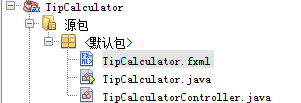 TipCalculator
源包
<默认包>
TipCalculator.fxml
TipCalculator.java
TipCalculatorController.java